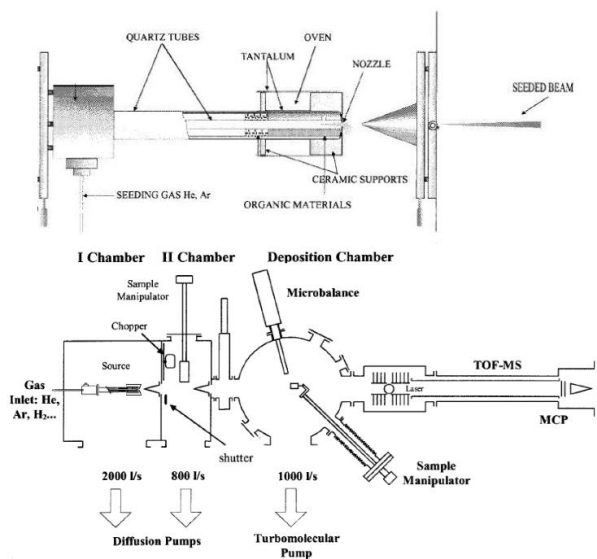 OVEN
QUARTZ TUBES
TANTALUM
NOZZLE
SEEDED BEAM
CERAMIC SUPPORTS
SEEDING GAS He, Ar
ORGANIC MATERIALS
I Chamber
II Chamber
Deposition Chamber
Sample
Manipulator
Microbalance
Chopper
Source
TOF-MS
Laser
Gas
Inlet: He,
Ar, H2...
MCP
shutter
Sample
Manipulator
2000 l/s
800 l/s
1000 l/s
Diffusion Pumps
Turbomolecular
Pump